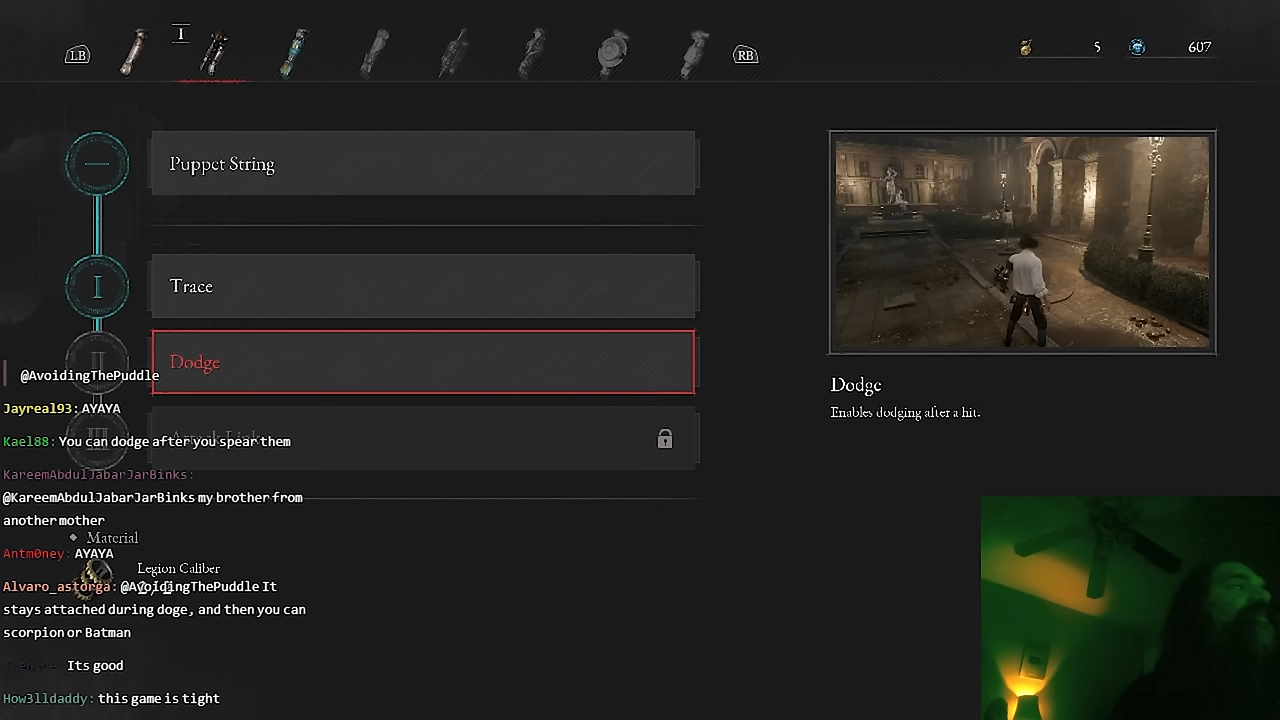 LB
I
RB
5
607
Puppet String
I
Trace
II
Dodge
III
Dodge
Enables dodging after a hit.
@AvoidingThePuddle
Jayreal93: AYAYA
Kael88: You can dodge after you spear them
KareemAbdulJabarJarBinks:
@KareemAbdulJabarJarBinks my brother from
another mother
Material
Antm0ney: AYAYA
Legion Caliber
Alvaro_astorga: @AvoidingThePuddle It
stays attached during doge, and then you can
scorpion or Batman
Its good
How3lldaddy: this game is tight